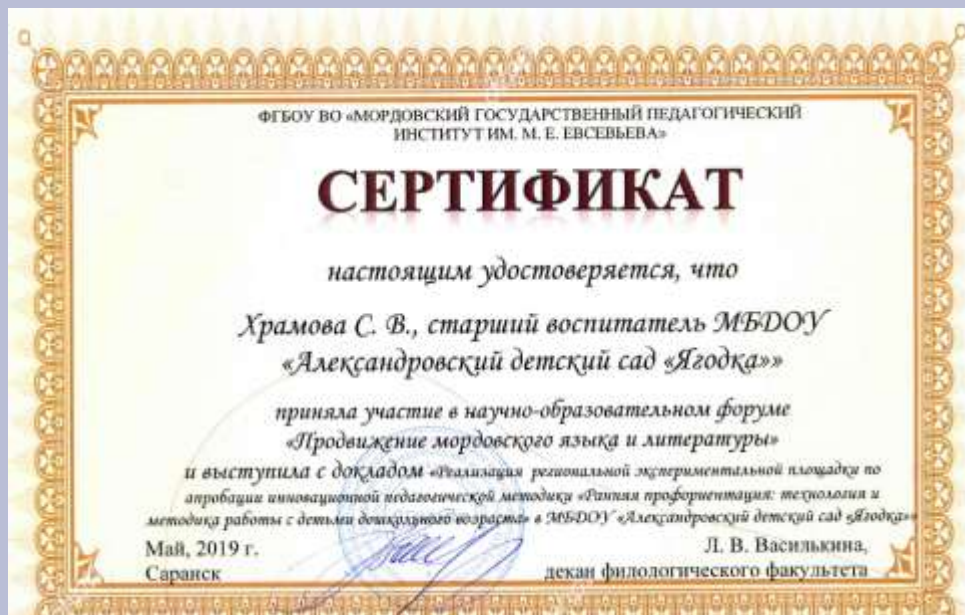 ФГБОУ ВО «МОРДОВСКИЙ ГОСУДАРСТВЕННЫЙ ПЕДАГОГИЧЕСКИЙ
ИНСТИТУТ ИМ. М. Е. ЕВСЕВЬЕВА»
СЕРТИФИКАТ
настоящим удостоверяется, что
Храмова С. В., старший воспитатель МБДОУ
«Александровский детский сад «Ягодка»»
приняла участие в научно-образовательном форуме
«Продвижение мордовского языка и литературы»
и выступила с докладом «Реализация региональной экспериментальной площадки по
апробации инновационной педагогической методики «Ранняя профориентация: технология и
методика работы с детьми дошкольного возраста» в МБДОУ «Александровский детский сад «Ягодка»»
Май, 2019 г.
Л. В. Василькина,
Саранск
декан филологического факультета